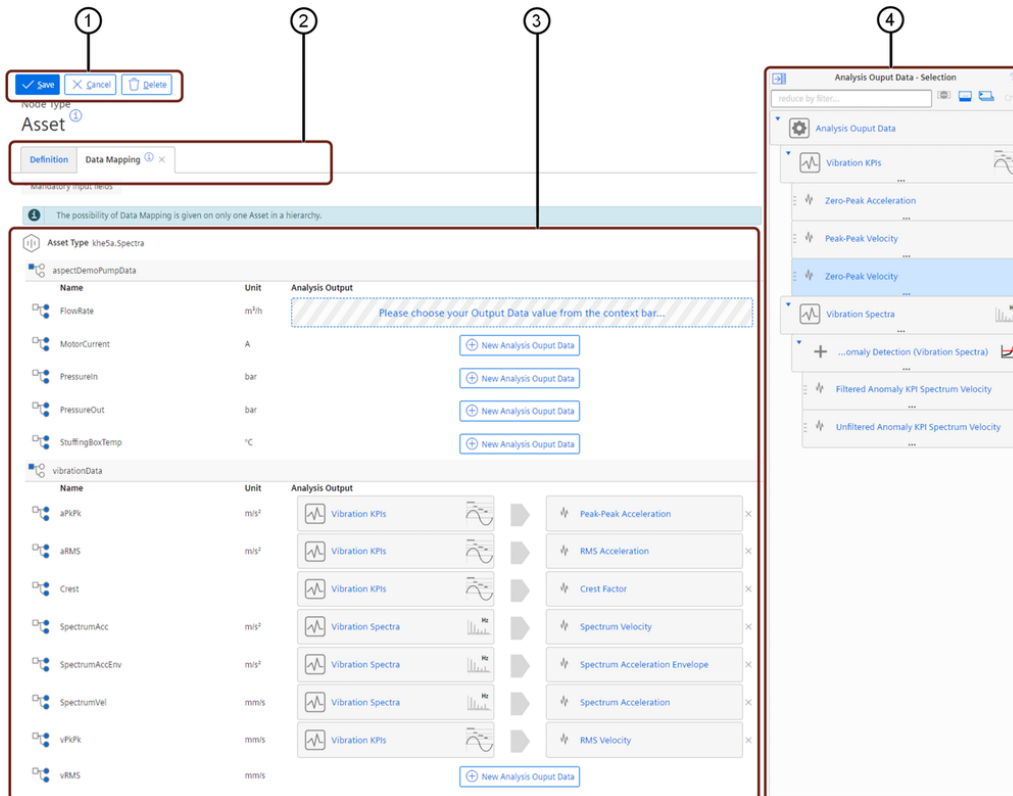 1 2 3 4
Save Cancel Delete
Node Type
Asset
Definition Data Mapping
Mandatory input fields
The possibility of Data Mapping is given on only one Asset in a hierarchy.
Asset Type khe5a.Spectra
aspectDemoPumpData
Name Unit Analysis Output
FlowRate m³/h Please choose your Output Data value from the context bar...
MotorCurrent A New Analysis Ouput Data
PressureIn bar New Analysis Ouput Data
PressureOut bar New Analysis Ouput Data
StuffingBoxTemp °C New Analysis Ouput Data
vibrationData
Name Unit Analysis Output
aPkPk m/s² Vibration KPIs Peak-Peak Acceleration
aRMS m/s² Vibration KPIs RMS Acceleration
Crest Vibration KPIs Crest Factor
SpectrumAcc m/s² Vibration Spectra Hz Spectrum Velocity
SpectrumAccEnv m/s² Vibration Spectra Hz Spectrum Acceleration Envelope
SpectrumVel mm/s Vibration Spectra Hz Spectrum Acceleration
vPkPk mm/s Vibration KPIs RMS Velocity
vRMS mm/s New Analysis Ouput Data
Analysis Ouput Data - Selection
reduce by filter...
Analysis Ouput Data
Vibration KPIs
...
Zero-Peak Acceleration
...
Peak-Peak Velocity
...
Zero-Peak Velocity
...
Vibration Spectra
...
...omaly Detection (Vibration Spectra)
...
Filtered Anomaly KPI Spectrum Velocity
...
Unfiltered Anomaly KPI Spectrum Velocity
...